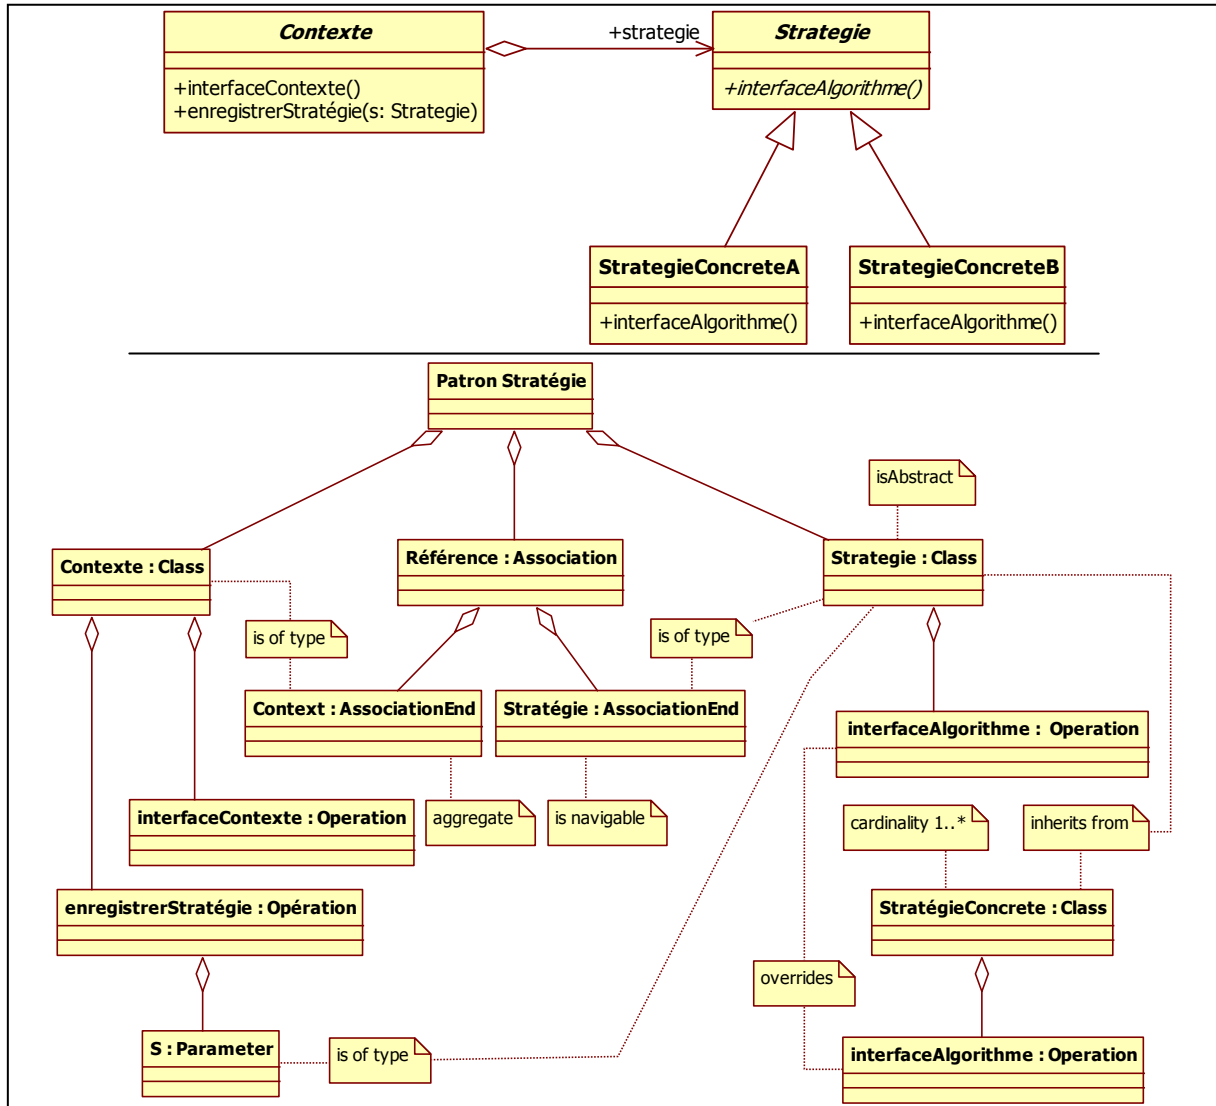 Contexte
+strategie
Strategie
+interfaceContexte()
+enregistrerStratégie(s: Strategie)
+interfaceAlgorithme()
StrategieConcreteA
StrategieConcreteB
+interfaceAlgorithme()
+interfaceAlgorithme()
Patron Stratégie
isAbstract
Contexte : Class
Référence : Association
Strategie : Class
is of type
is of type
Context : AssociationEnd
Stratégie : AssociationEnd
interfaceAlgorithme : Operation
interfaceContexte : Operation
aggregate
is navigable
cardinality 1..*
inherits from
enregistrerStratégie : Opération
StratégieConcrete : Class
overrides
S : Parameter
is of type
interfaceAlgorithme : Operation